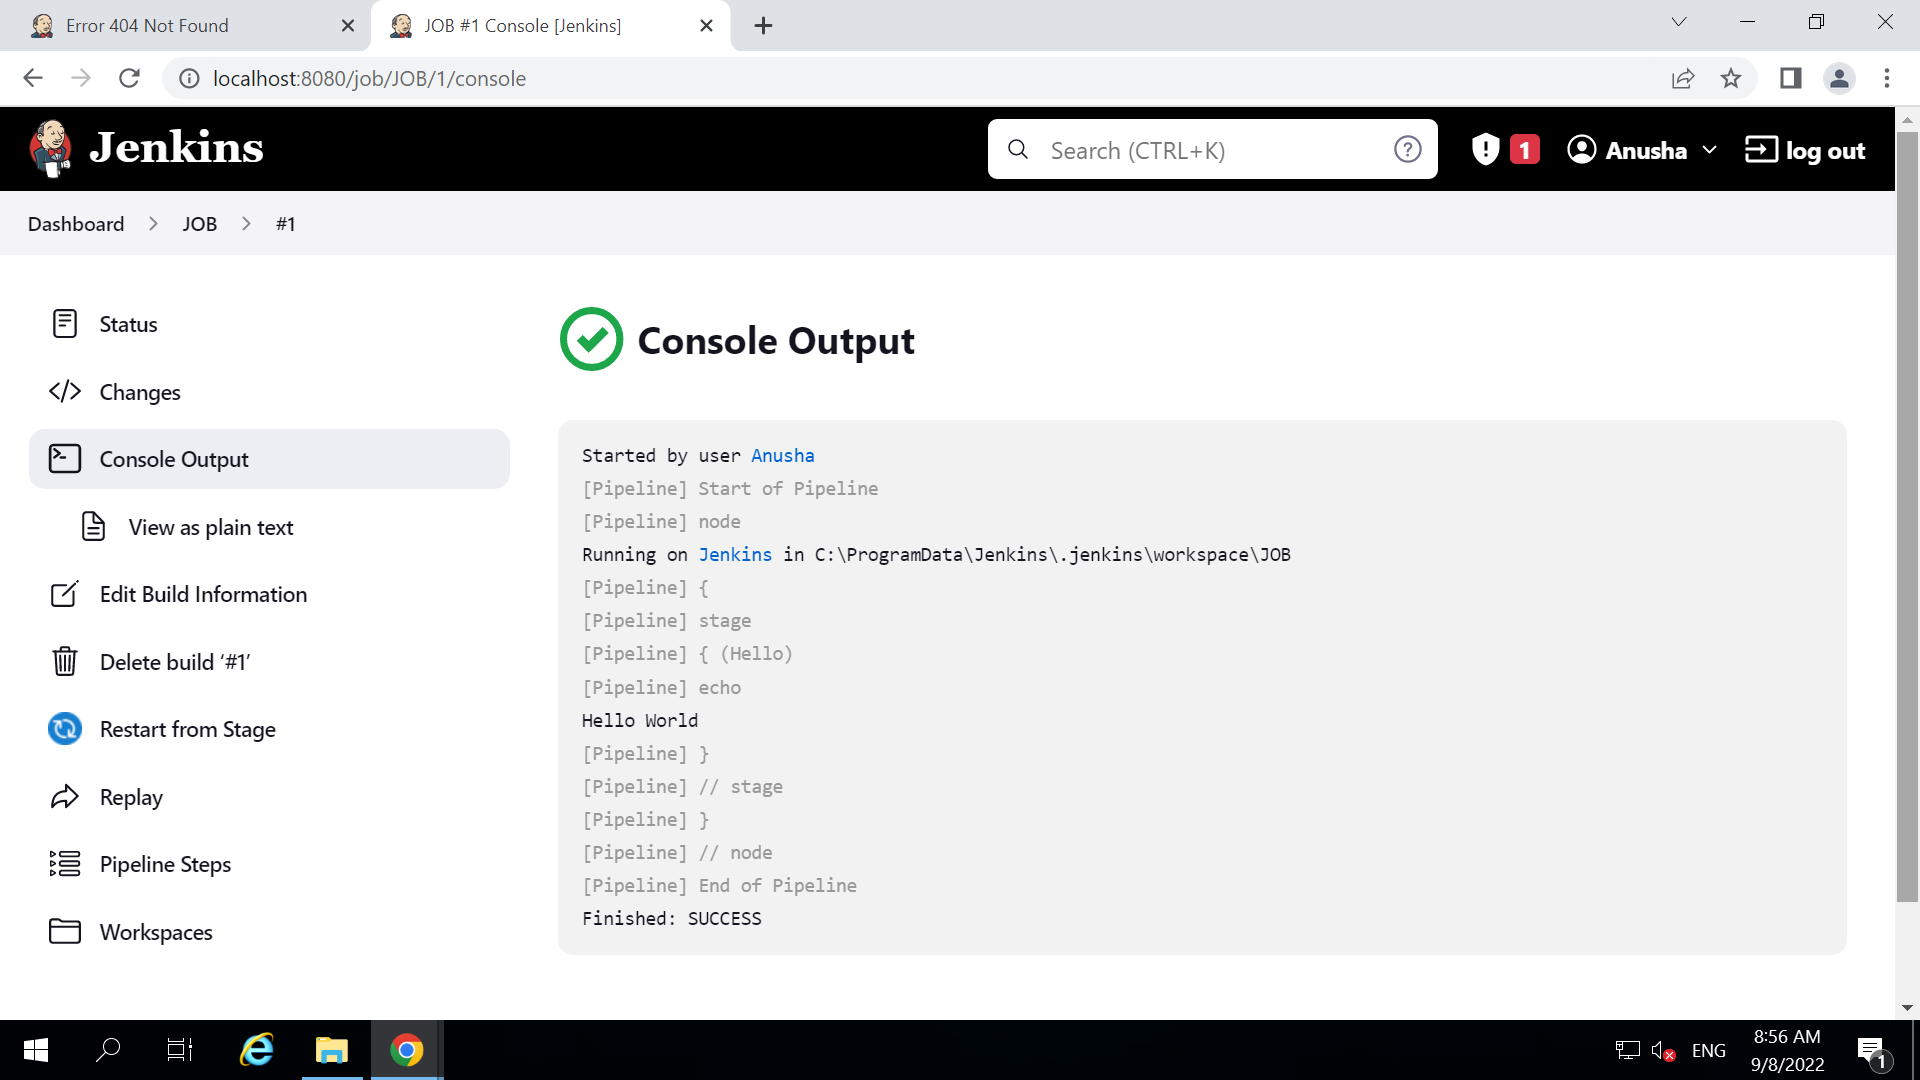 Error 404 Not Found
JOB #1 Console [Jenkins]
localhost:8080/job/JOB/1/console
Jenkins
Search (CTRL+K)
1
Anusha
log out
Dashboard
JOB
#1
Status
Changes
Console Output
View as plain text
Edit Build Information
Delete build ‘#1’
Restart from Stage
Replay
Pipeline Steps
Workspaces
Console Output
Started by user Anusha
[Pipeline] Start of Pipeline
[Pipeline] node
Running on Jenkins in C:\ProgramData\Jenkins\.jenkins\workspace\JOB
[Pipeline] {
[Pipeline] stage
[Pipeline] { (Hello)
[Pipeline] echo
Hello World
[Pipeline] }
[Pipeline] // stage
[Pipeline] }
[Pipeline] // node
[Pipeline] End of Pipeline
Finished: SUCCESS
ENG
8:56 AM
9/8/2022
1